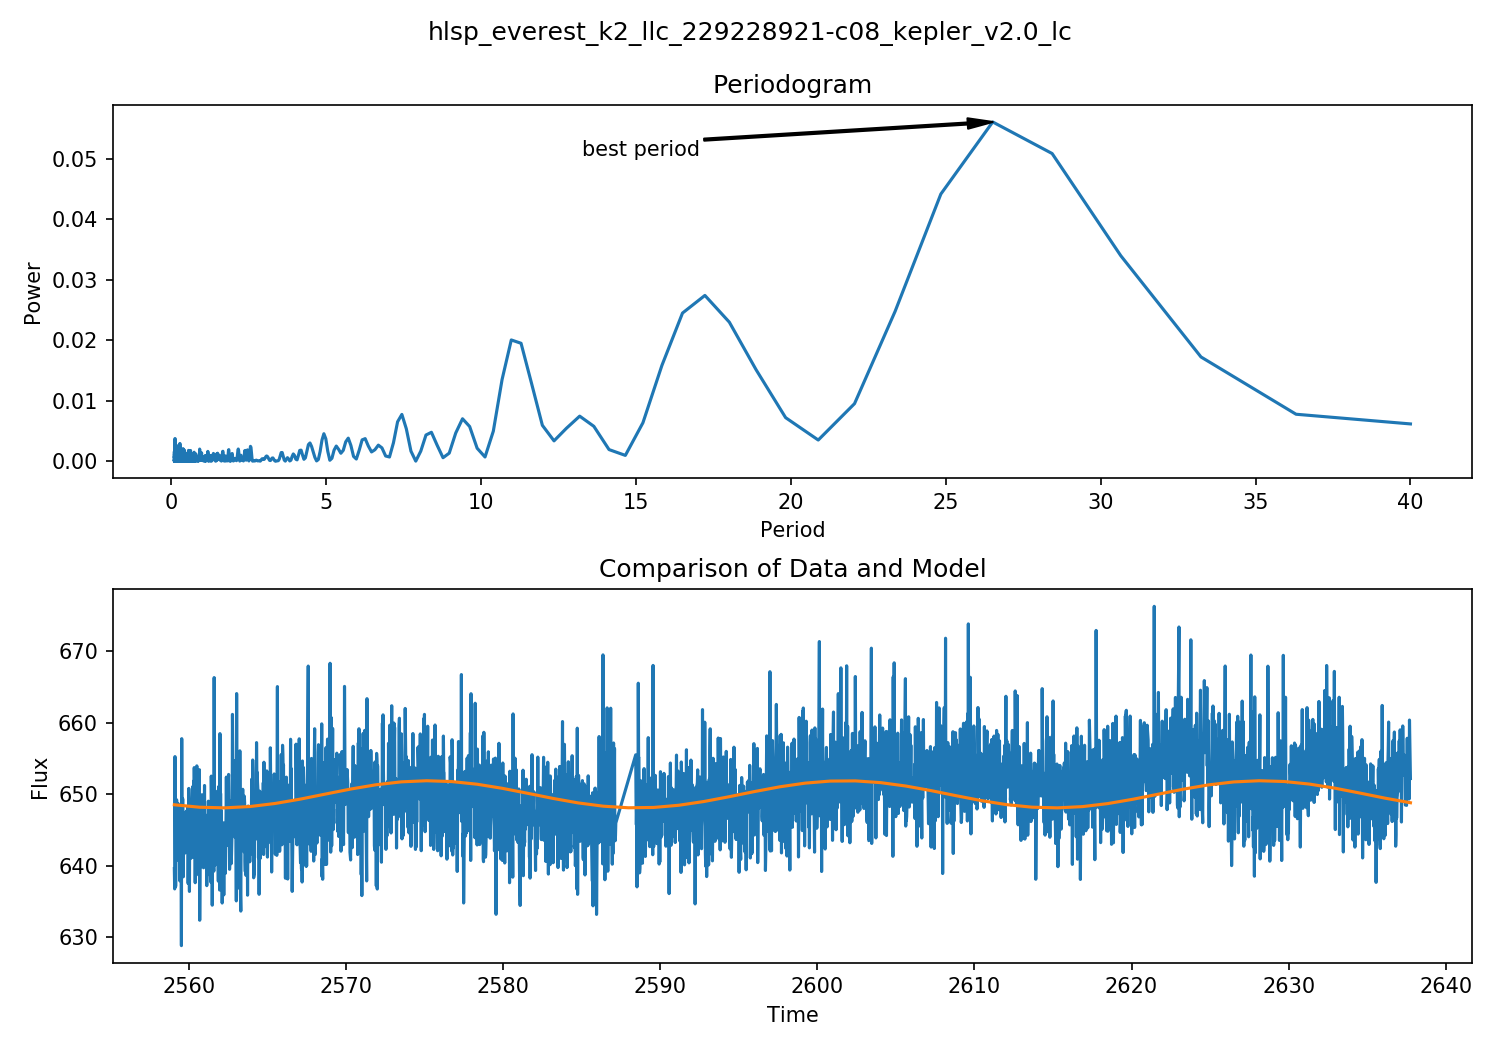 hlsp_everest_k2_llc_229228921-c08_kepler_v2.0_lc
Periodogram
best period
Power
0.05
0.04
0.03
0.02
0.01
0.00
0 5 10 15 20 25 30 35 40
Period
Comparison of Data and Model
Flux
670
660
650
640
630
2560 2570 2580 2590 2600 2610 2620 2630 2640
Time